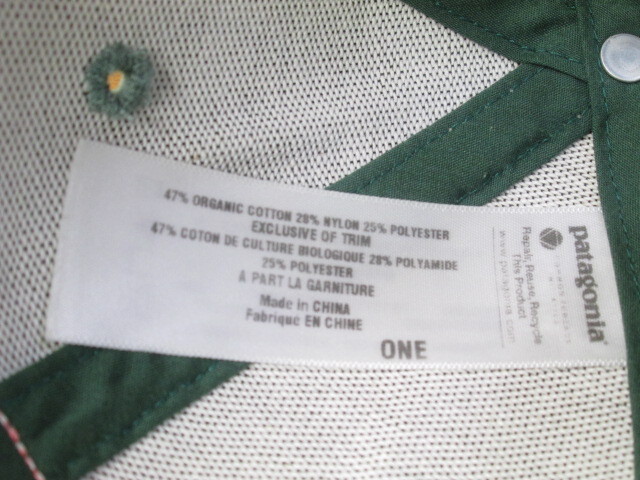 47% ORGANIC COTTON 28% NYLON 25% POLYESTER
EXCLUSIVE OF TRIM
47% COTON DE CULTURE BIOLOGIQUE 28% POLYAMIDE
25% POLYESTER
A PART LA GARNITURE
Made in CHINA
Fabriqué EN CHINE
ONE
patagonia
Repair, Reuse, Recycle
This Product
www.patagonia.com